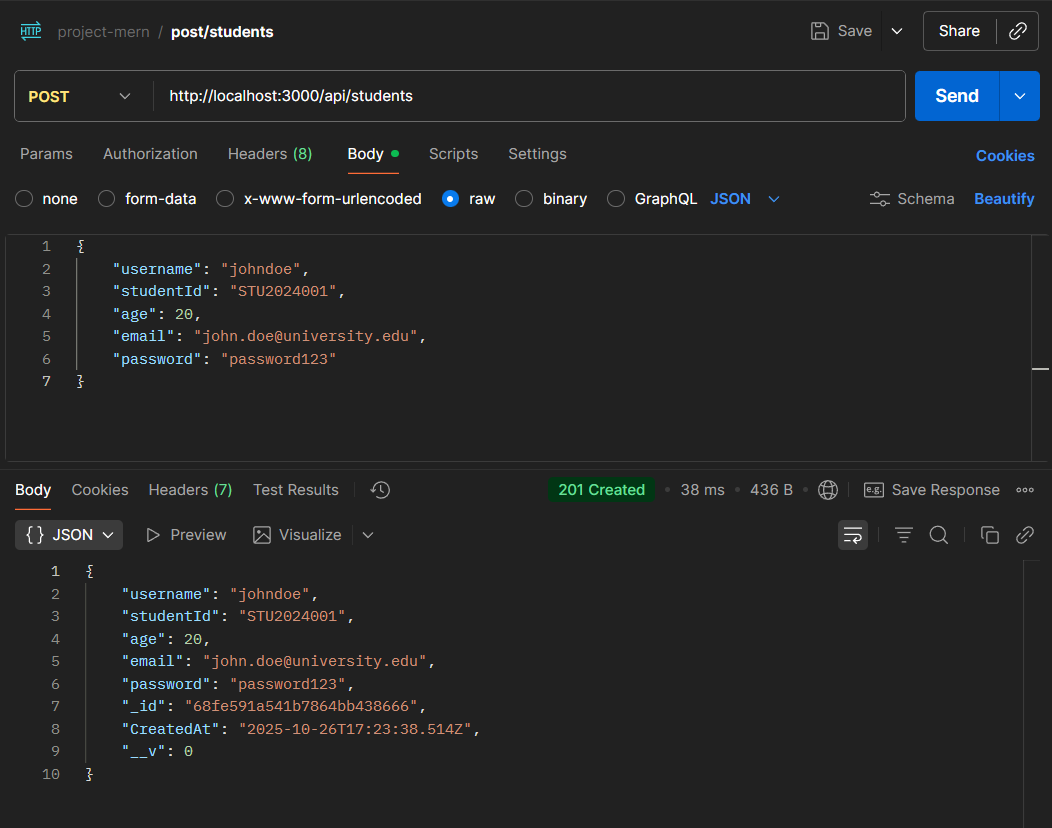 HTTP project-mern / post/students Save Share
POST http://localhost:3000/api/students Send
Params Authorization Headers (8) Body Scripts Settings Cookies
none form-data x-www-form-urlencoded raw binary GraphQL JSON Schema Beautify
1 {
2 "username": "johndoe",
3 "studentId": "STU2024001",
4 "age": 20,
5 "email": "john.doe@university.edu",
6 "password": "password123"
7 }
Body Cookies Headers (7) Test Results 201 Created • 38 ms • 436 B • e.g. Save Response
{} JSON Preview Visualize
1 {
2 "username": "johndoe",
3 "studentId": "STU2024001",
4 "age": 20,
5 "email": "john.doe@university.edu",
6 "password": "password123",
7 "_id": "68fe591a541b7864bb438666",
8 "CreatedAt": "2025-10-26T17:23:38.514Z",
9 "__v": 0
10 }